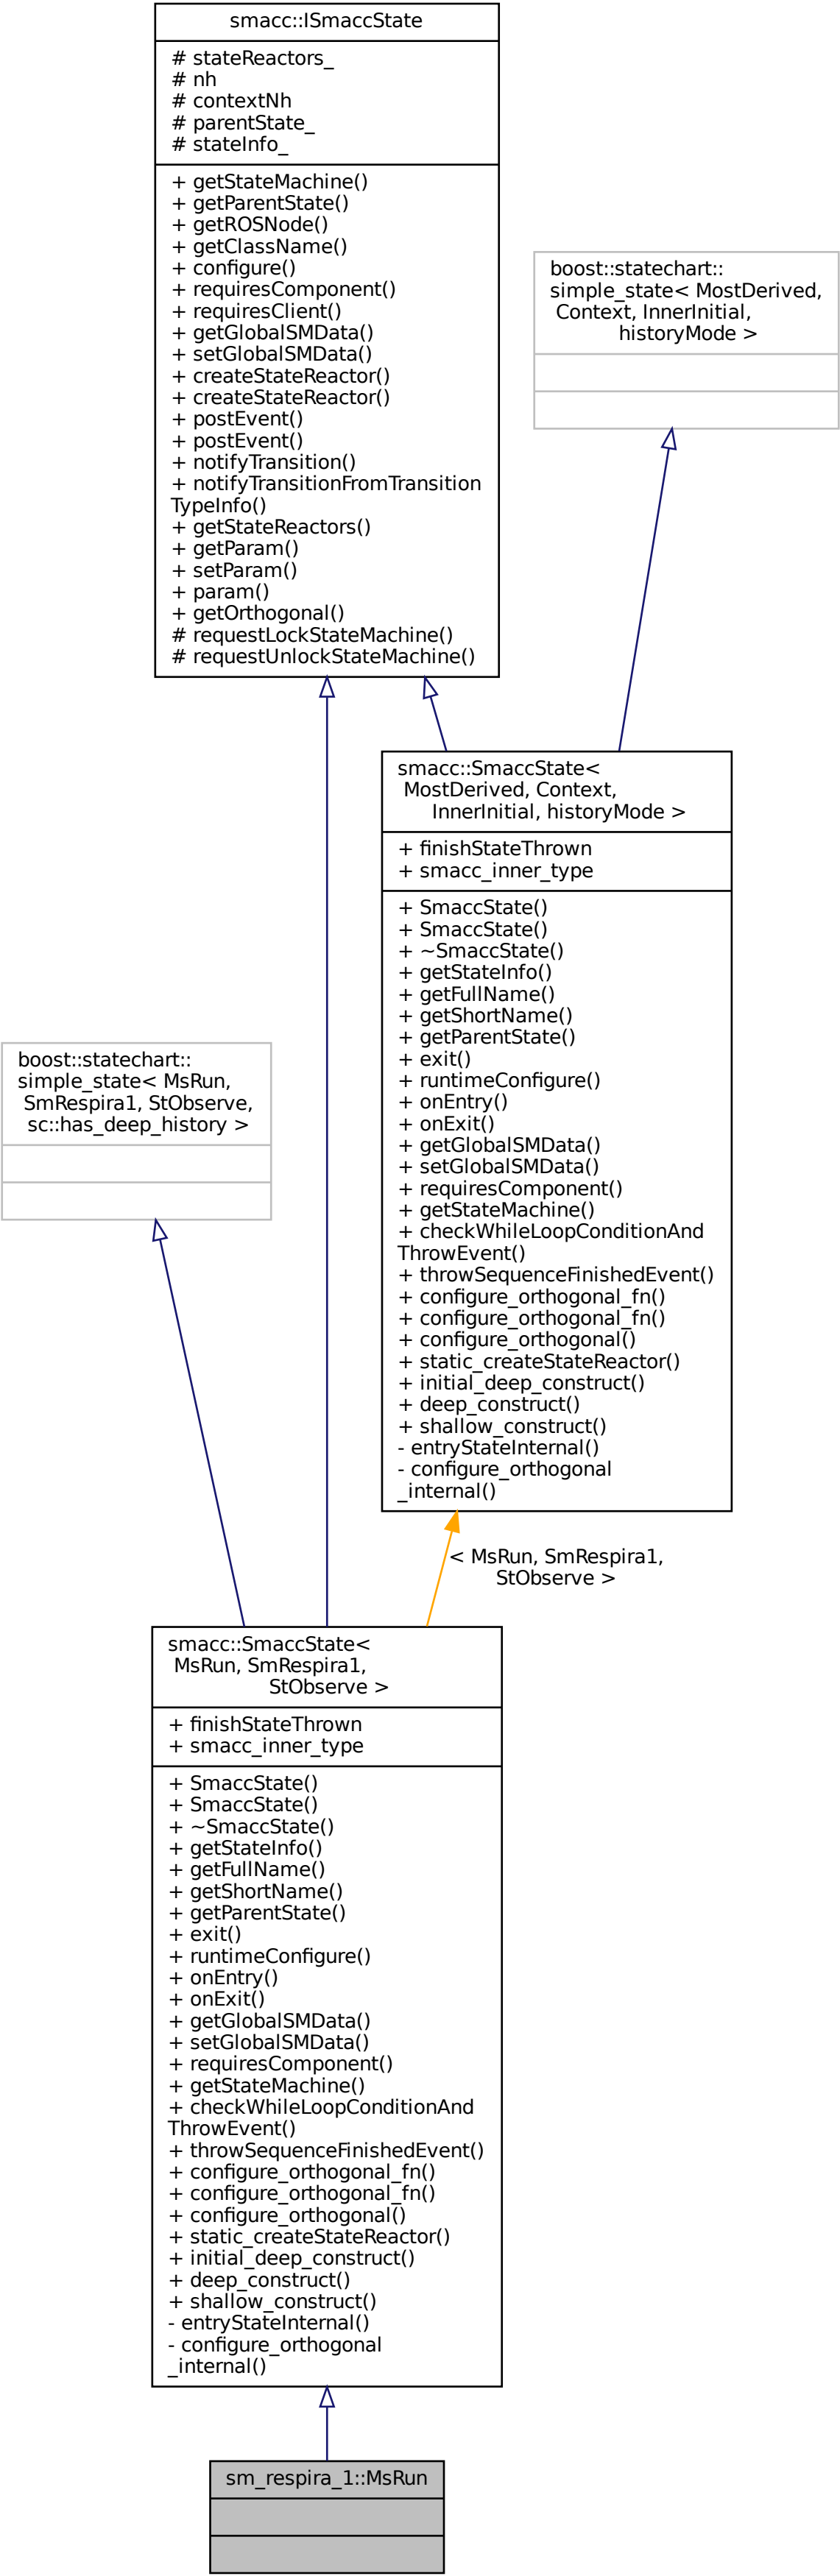 smacc::ISmaccState
# stateReactors_
# nh
# contextNh
# parentState_
# stateInfo_
+ getStateMachine()
+ getParentState()
+ getROSNode()
+ getClassName()
+ configure()
+ requiresComponent()
+ requiresClient()
+ getGlobalSMData()
+ setGlobalSMData()
+ createStateReactor()
+ createStateReactor()
+ postEvent()
+ postEvent()
+ notifyTransition()
+ notifyTransitionFromTransition
TypeInfo()
+ getStateReactors()
+ getParam()
+ setParam()
+ param()
+ getOrthogonal()
# requestLockStateMachine()
# requestUnlockStateMachine()
boost::statechart::
simple_state< MostDerived,
Context, InnerInitial,
historyMode >
smacc::SmaccState<
MostDerived, Context,
InnerInitial, historyMode >
+ finishStateThrown
+ smacc_inner_type
+ SmaccState()
+ SmaccState()
+ ~SmaccState()
+ getStateInfo()
+ getFullName()
+ getShortName()
+ getParentState()
+ exit()
+ runtimeConfigure()
+ onEntry()
+ onExit()
+ getGlobalSMData()
+ setGlobalSMData()
+ requiresComponent()
+ getStateMachine()
+ checkWhileLoopConditionAnd
ThrowEvent()
+ throwSequenceFinishedEvent()
+ configure_orthogonal_fn()
+ configure_orthogonal_fn()
+ configure_orthogonal()
+ static_createStateReactor()
+ initial_deep_construct()
+ deep_construct()
+ shallow_construct()
- entryStateInternal()
- configure_orthogonal
_internal()
boost::statechart::
simple_state< MsRun,
SmRespira1, StObserve,
sc::has_deep_history >
< MsRun, SmRespira1,
StObserve >
smacc::SmaccState<
MsRun, SmRespira1,
StObserve >
+ finishStateThrown
+ smacc_inner_type
+ SmaccState()
+ SmaccState()
+ ~SmaccState()
+ getStateInfo()
+ getFullName()
+ getShortName()
+ getParentState()
+ exit()
+ runtimeConfigure()
+ onEntry()
+ onExit()
+ getGlobalSMData()
+ setGlobalSMData()
+ requiresComponent()
+ getStateMachine()
+ checkWhileLoopConditionAnd
ThrowEvent()
+ throwSequenceFinishedEvent()
+ configure_orthogonal_fn()
+ configure_orthogonal_fn()
+ configure_orthogonal()
+ static_createStateReactor()
+ initial_deep_construct()
+ deep_construct()
+ shallow_construct()
- entryStateInternal()
- configure_orthogonal
_internal()
sm_respira_1::MsRun